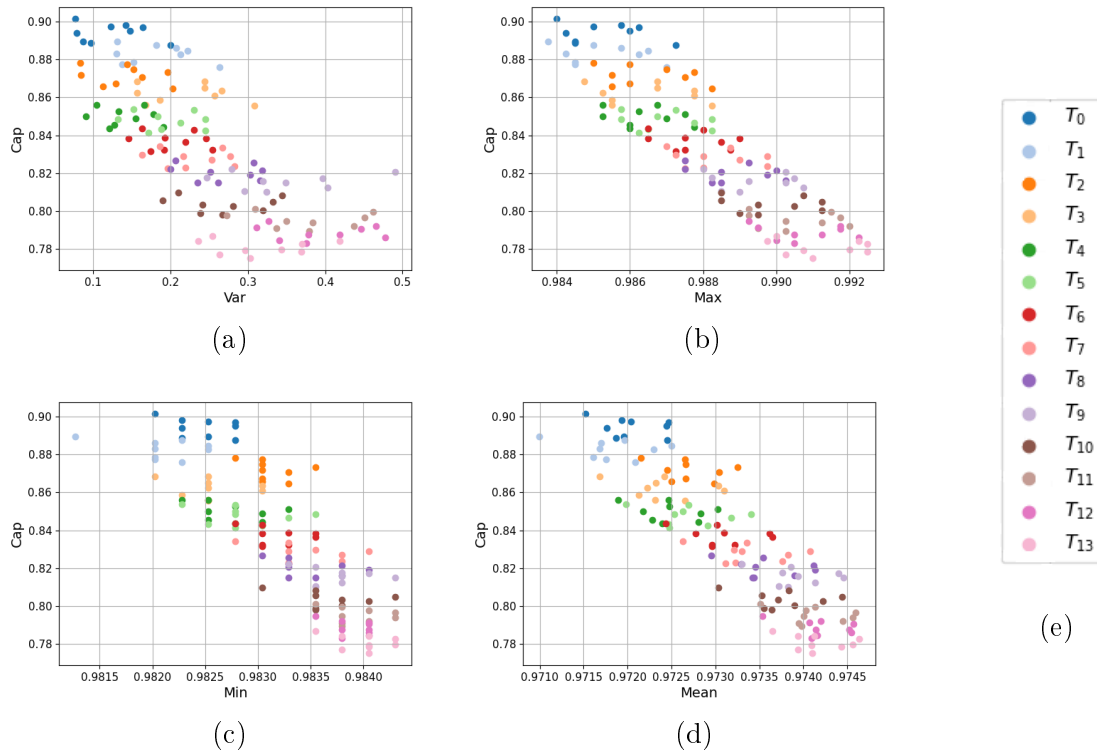 0.90
0.88
0.86
0.84
0.82
0.80
0.78
Cap
0.1 0.2 0.3 0.4 0.5
Var
(a)
0.90
0.88
0.86
0.84
0.82
0.80
0.78
Cap
0.984 0.986 0.988 0.990 0.992
Max
(b)
0.90
0.88
0.86
0.84
0.82
0.80
0.78
Cap
0.9815 0.9820 0.9825 0.9830 0.9835 0.9840
Min
(c)
0.90
0.88
0.86
0.84
0.82
0.80
0.78
Cap
0.9710 0.9715 0.9720 0.9725 0.9730 0.9735 0.9740 0.9745
Mean
(d)
T0
T1
T2
T3
T4
T5
T6
T7
T8
T9
T10
T11
T12
T13
(e)